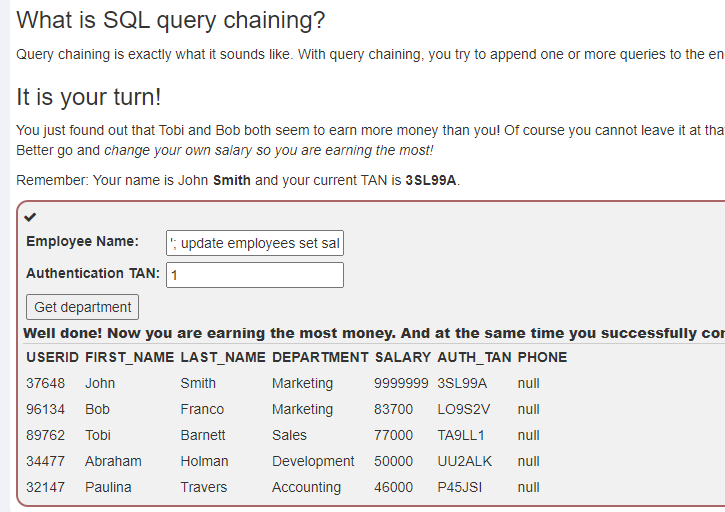 What is SQL query chaining?
Query chaining is exactly what it sounds like. With query chaining, you try to append one or more queries to the en
It is your turn!
You just found out that Tobi and Bob both seem to earn more money than you! Of course you cannot leave it at tha
Better go and change your own salary so you are earning the most!
Remember: Your name is John Smith and your current TAN is 3SL99A.
Employee Name: '; update employees set sal
Authentication TAN: 1
Get department
Well done! Now you are earning the most money. And at the same time you successfully co
USERID FIRST_NAME LAST_NAME DEPARTMENT SALARY AUTH_TAN PHONE
37648 John Smith Marketing 9999999 3SL99A null
96134 Bob Franco Marketing 83700 LO9S2V null
89762 Tobi Barnett Sales 77000 TA9LL1 null
34477 Abraham Holman Development 50000 UU2ALK null
32147 Paulina Travers Accounting 46000 P45JSI null